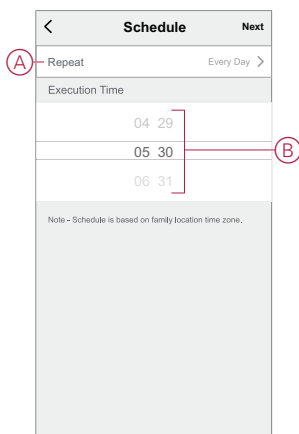 Schedule Next
A Repeat Every Day
Execution Time
04 29
05 30 B
06 31
Note - Schedule is based on family location time zone.